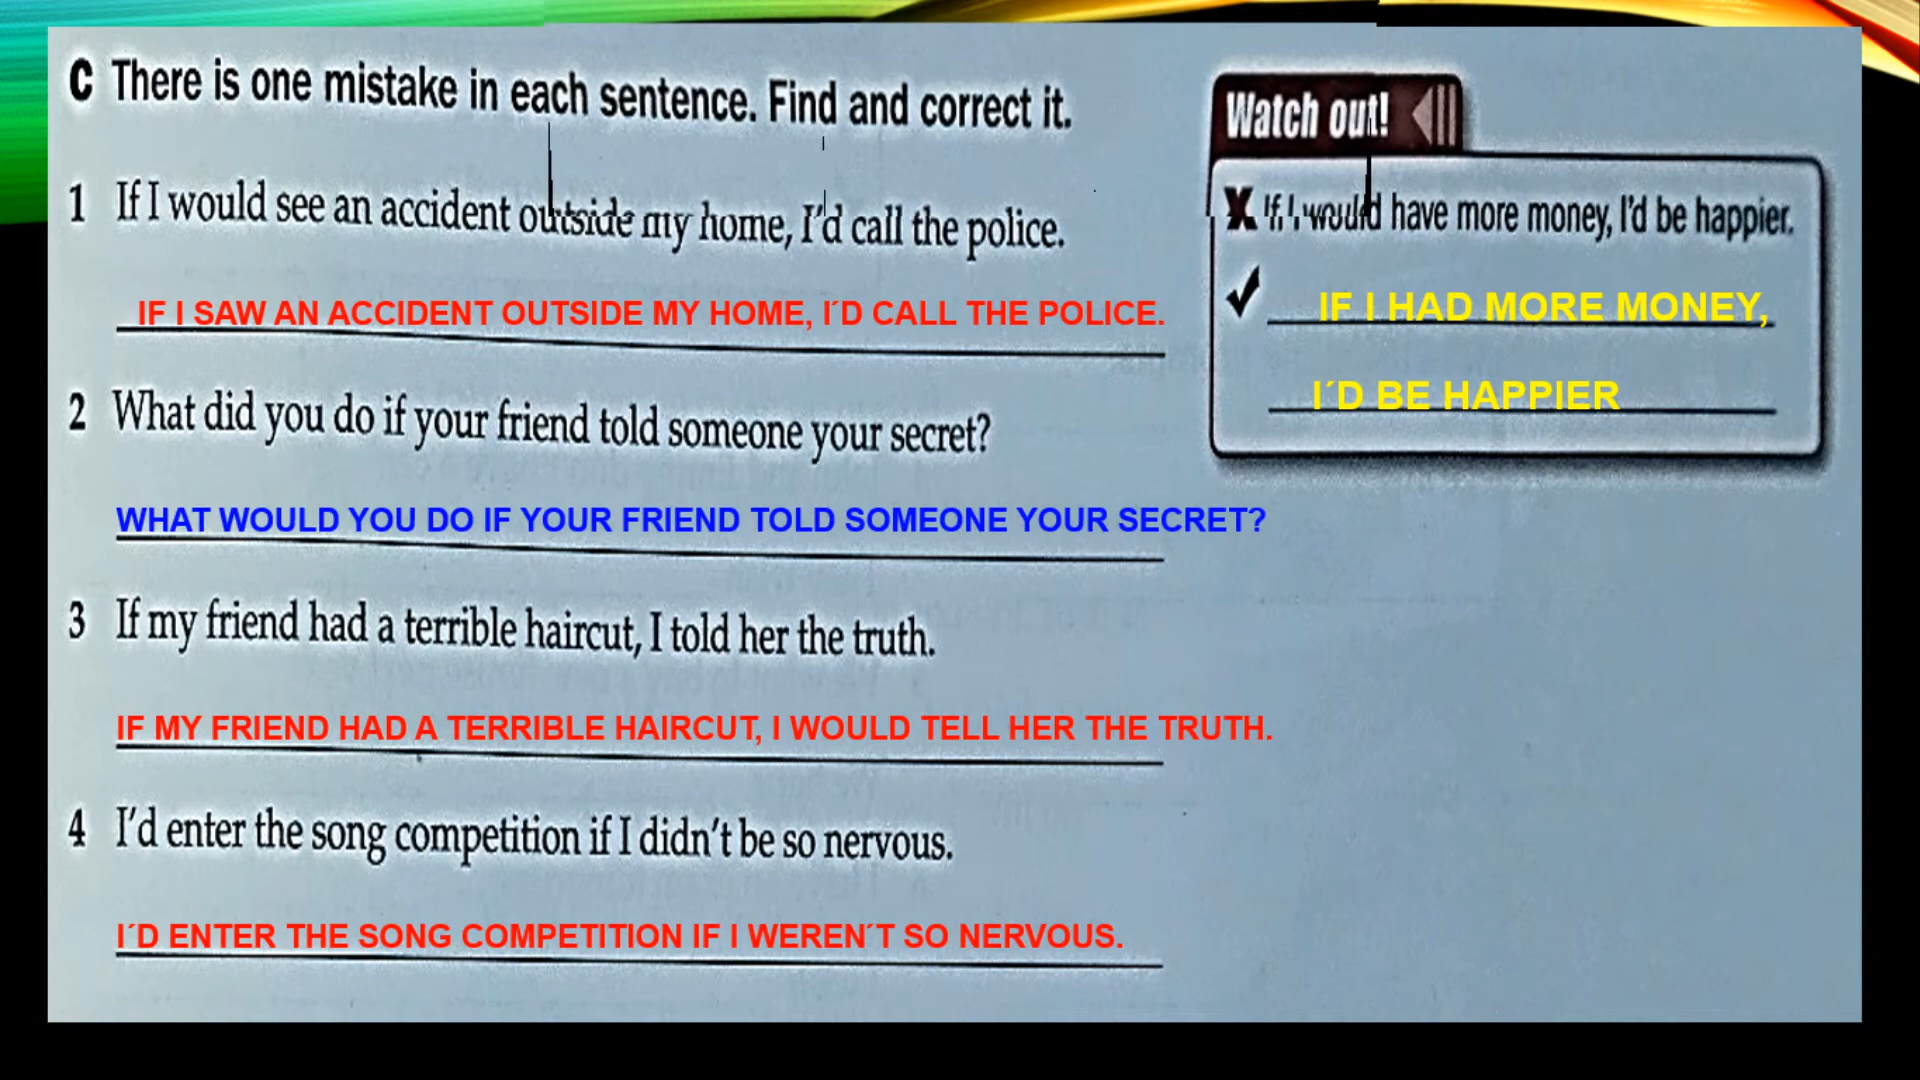 C There is one mistake in each sentence. Find and correct it.
1 If I would see an accident outside my home, I'd call the police.
IF I SAW AN ACCIDENT OUTSIDE MY HOME, I´D CALL THE POLICE.
2 What did you do if your friend told someone your secret?
WHAT WOULD YOU DO IF YOUR FRIEND TOLD SOMEONE YOUR SECRET?
3 If my friend had a terrible haircut, I told her the truth.
IF MY FRIEND HAD A TERRIBLE HAIRCUT, I WOULD TELL HER THE TRUTH.
4 I'd enter the song competition if I didn't be so nervous.
I´D ENTER THE SONG COMPETITION IF I WEREN´T SO NERVOUS.
Watch out!
X If I would have more money, I'd be happier.
✓ IF I HAD MORE MONEY,
I´D BE HAPPIER